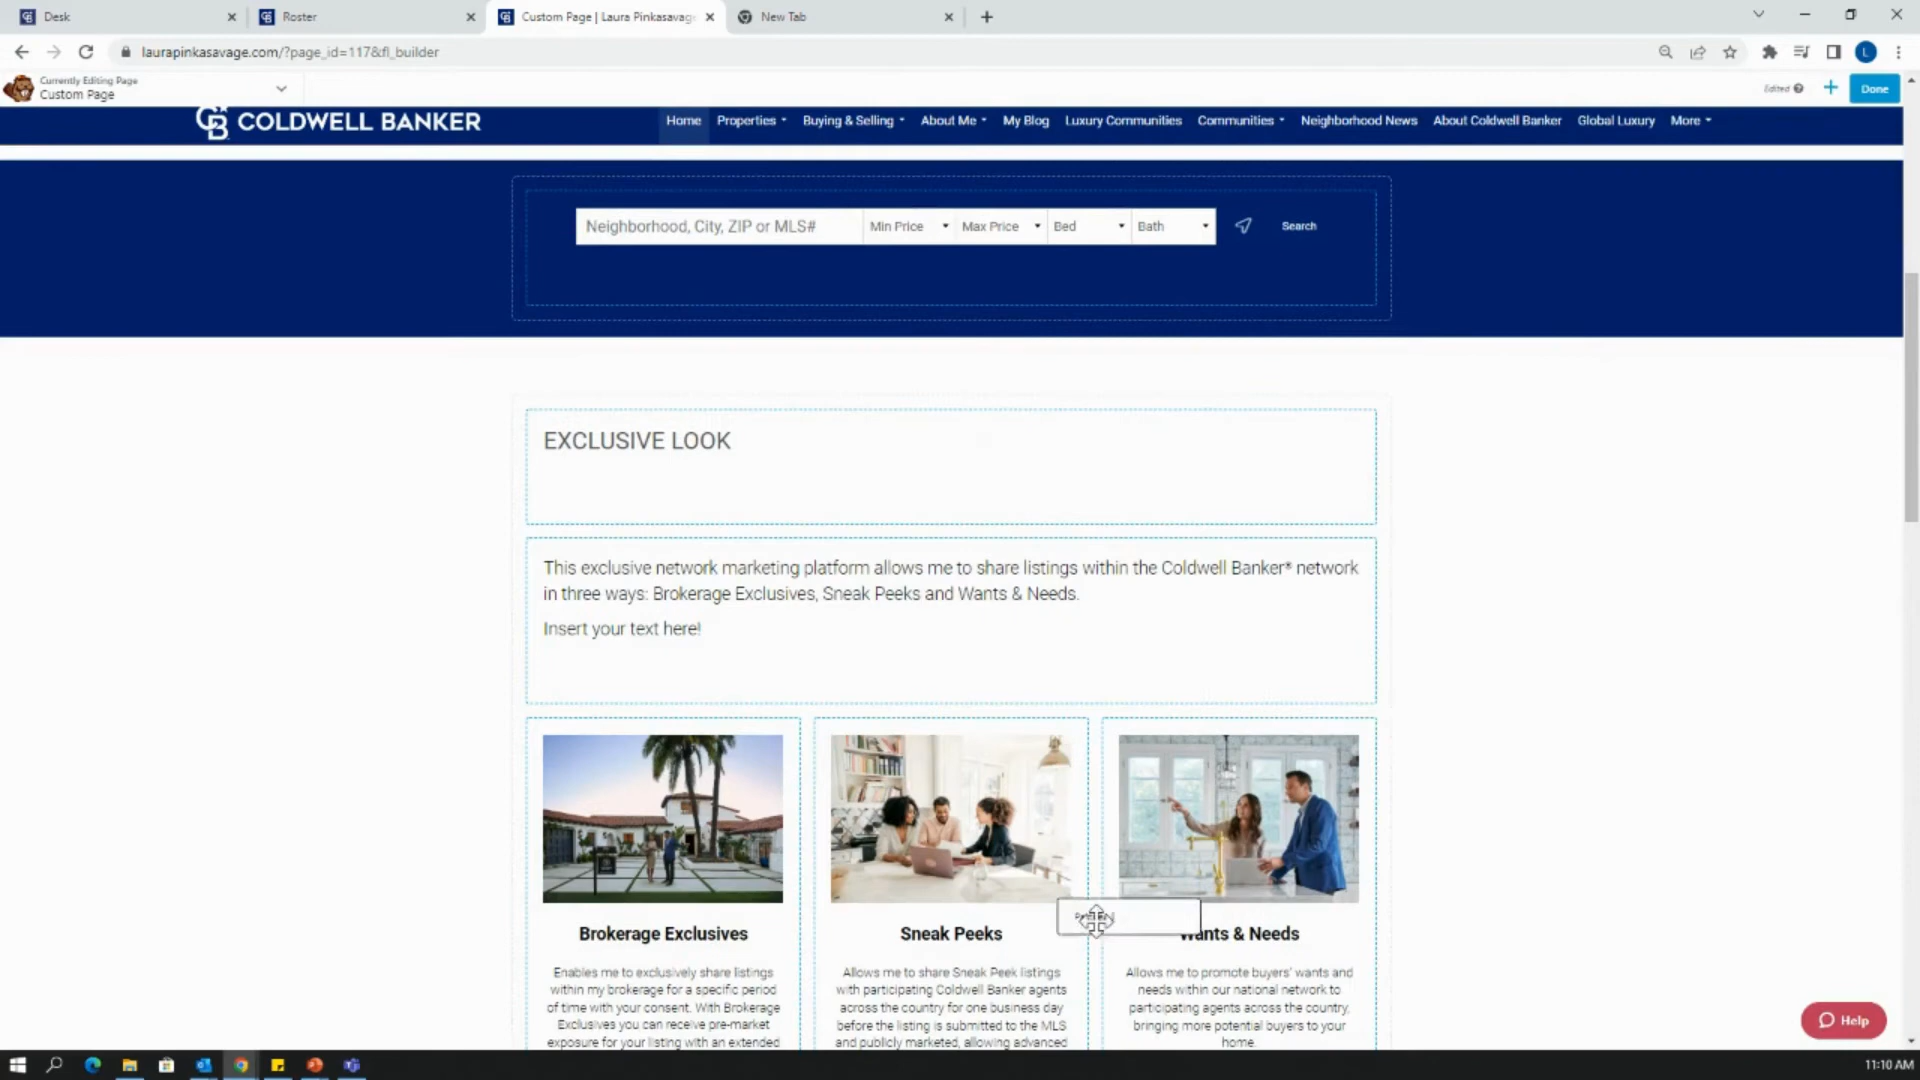 Desk
Roster
Custom Page | Laura Pinkasavag
New Tab
laurapinkasavage.com/?page_id=117&fl_builder
L
Currently Editing Page
Custom Page
Edited
Done
CB COLDWELL BANKER
Home Properties Buying & Selling About Me My Blog Luxury Communities Communities Neighborhood News About Coldwell Banker Global Luxury More
Neighborhood, City, ZIP or MLS# Min Price Max Price Bed Bath Search
EXCLUSIVE LOOK
This exclusive network marketing platform allows me to share listings within the Coldwell Banker® network
in three ways: Brokerage Exclusives, Sneak Peeks and Wants & Needs.
Insert your text here!
Brokerage Exclusives
Enables me to exclusively share listings
within my brokerage for a specific period
of time with your consent. With Brokerage
Exclusives you can receive pre-market
exposure for your listing with an extended
Sneak Peeks
Allows me to share Sneak Peek listings
with participating Coldwell Banker agents
across the country for one business day
before the listing is submitted to the MLS
and publicly marketed, allowing advanced
Wants & Needs
Allows me to promote buyers' wants and
needs within our national network to
participating agents across the country,
bringing more potential buyers to your
home.
Help
11:10 AM